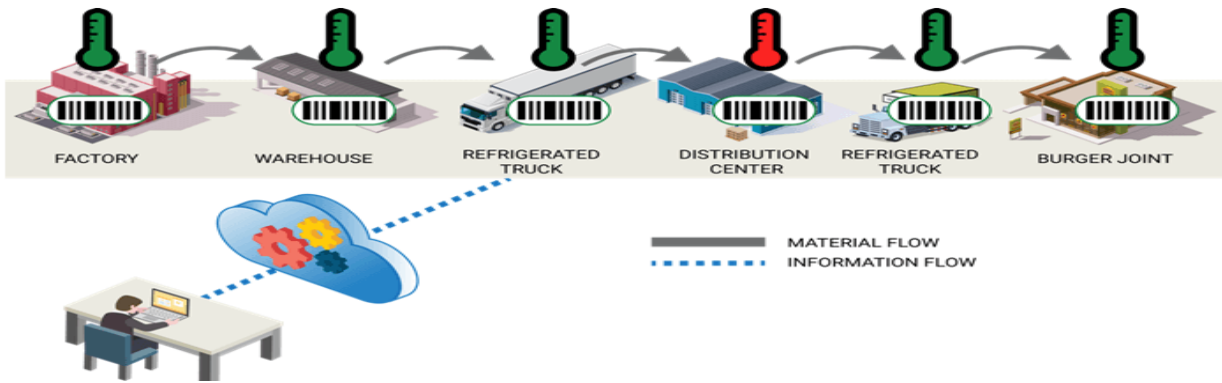 FACTORY
WAREHOUSE
REFRIGERATED
TRUCK
DISTRIBUTION
CENTER
REFRIGERATED
TRUCK
BURGER JOINT
MATERIAL FLOW
INFORMATION FLOW